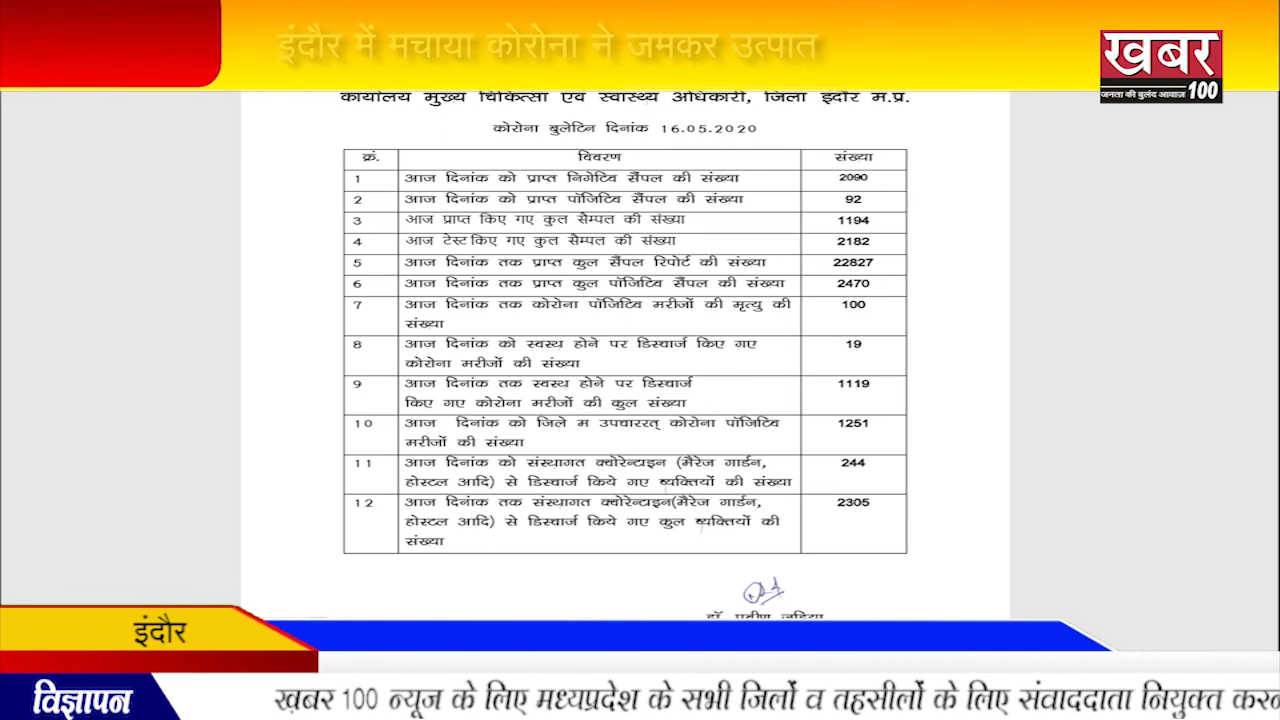 इंदौर में मचाया कोरोना ने जमकर उत्पात
खबर
जनता की बुलंद आवाज़ 100
कार्यालय मुख्य चिकित्सा एवं स्वास्थ्य अधिकारी, जिला इंदौर म.प्र.
कोरोना बुलेटिन दिनांक 16.05.2020
क्रं. विवरण संख्या
1 आज दिनांक को प्राप्त निगेटिव सैंपल की संख्या 2090
2 आज दिनांक को प्राप्त पॉजिटिव सैंपल की संख्या 92
3 आज प्राप्त किए गए कुल सैम्पल की संख्या 1194
4 आज टेस्ट किए गए कुल सैम्पल की संख्या 2182
5 आज दिनांक तक प्राप्त कुल सैंपल रिपोर्ट की संख्या 22827
6 आज दिनांक तक प्राप्त कुल पॉजिटिव सैंपल की संख्या 2470
7 आज दिनांक तक कोरोना पॉजिटिव मरीजों की मृत्यु की 100
संख्या
8 आज दिनांक को स्वस्थ होने पर डिस्चार्ज किए गए 19
कोरोना मरीजों की संख्या
9 आज दिनांक तक स्वस्थ होने पर डिस्चार्ज 1119
किए गए कोरोना मरीजों की कुल संख्या
10 आज दिनांक को जिले म उपचाररत् कोरोना पॉजिटिव 1251
मरीजों की संख्या
11 आज दिनांक को संस्थागत क्वोरेन्टाइन (मैरेज गार्डन, 244
होस्टल आदि) से डिस्चार्ज किये गए व्यक्तियों की संख्या
12 आज दिनांक तक संस्थागत क्वोरेन्टाइन(मैरेज गार्डन, 2305
होस्टल आदि) से डिस्चार्ज किये गए कुल व्यक्तियों की
संख्या
डॉ. प्रवीण जड़िया
इंदौर
विज्ञापन
ख़बर 100 न्यूज के लिए मध्यप्रदेश के सभी जिलों व तहसीलों के लिए संवाददाता नियुक्त करन